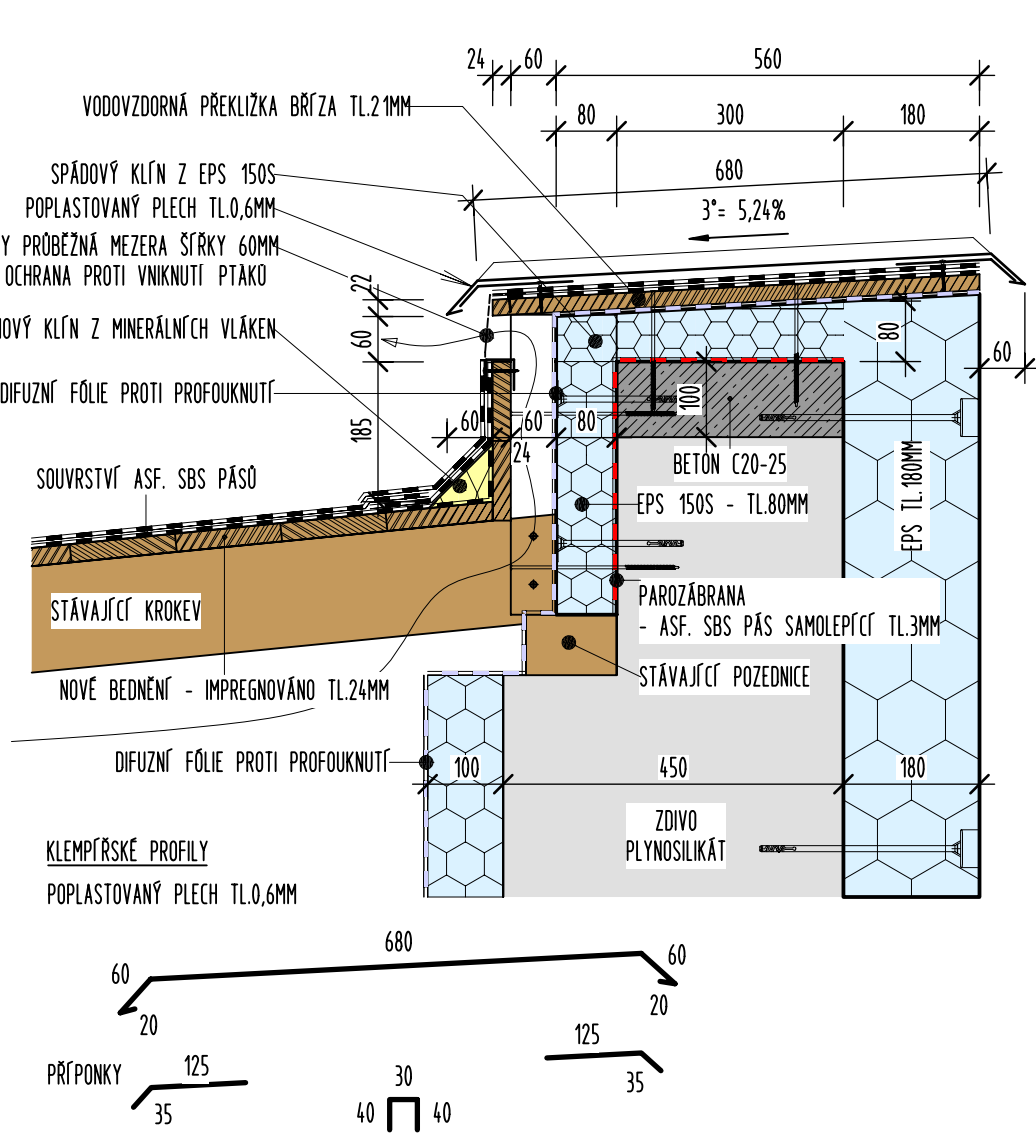 24 60 560
VODOVZDORNÁ PŘEKLIŽKA BŘÍZA TL.21MM
80 300 180
SPÁDOVÝ KLÍN Z EPS 150S
680
POPLASTOVANÝ PLECH TL.0,6MM
3°= 5,24%
Y PRŮBĚŽNÁ MEZERA ŠÍŘKY 60MM
OCHRANA PROTI VNIKNUTÍ PTÁKŮ
22
NOVÝ KLÍN Z MINERÁLNÍCH VLÁKEN
60
80
60
DIFUZNÍ FÓLIE PROTI PROFOUKNUTÍ
100
185
60 60 80
24
BETON C20-25
SOUVRSTVÍ ASF. SBS PÁSŮ
EPS 150S - TL.80MM
EPS TL.180MM
STÁVAJÍCÍ KROKEV
PAROZÁBRANA
- ASF. SBS PÁS SAMOLEPÍCÍ TL.3MM
STÁVAJÍCÍ POZEDNICE
NOVÉ BEDNĚNÍ - IMPREGNOVÁNO TL.24MM
DIFUZNÍ FÓLIE PROTI PROFOUKNUTÍ
100 450 180
ZDIVO
PLYNOSILIKÁT
KLEMPÍŘSKÉ PROFILY
POPLASTOVANÝ PLECH TL.0,6MM
680
60 60
20 20
PŘÍPONKY
125 125
35 35
30
40 40